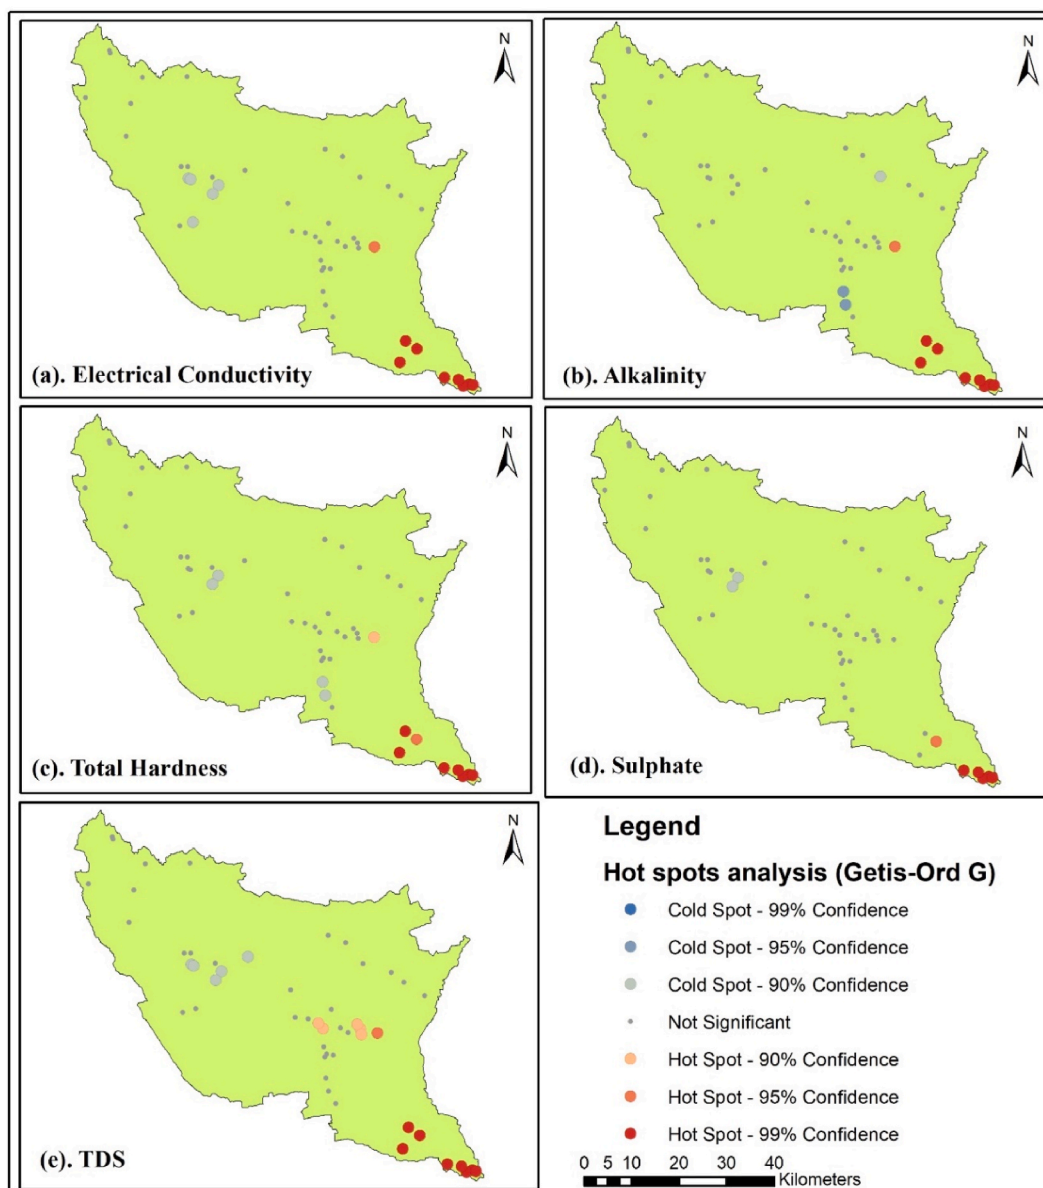 N
N
(a). Electrical Conductivity
(b). Alkalinity
N
N
(c). Total Hardness
(d). Sulphate
N
(e). TDS
Legend
Hot spots analysis (Getis-Ord G)
Cold Spot - 99% Confidence
Cold Spot - 95% Confidence
Cold Spot - 90% Confidence
Not Significant
Hot Spot - 90% Confidence
Hot Spot - 95% Confidence
Hot Spot - 99% Confidence
0 5 10 20 30 40
Kilometers